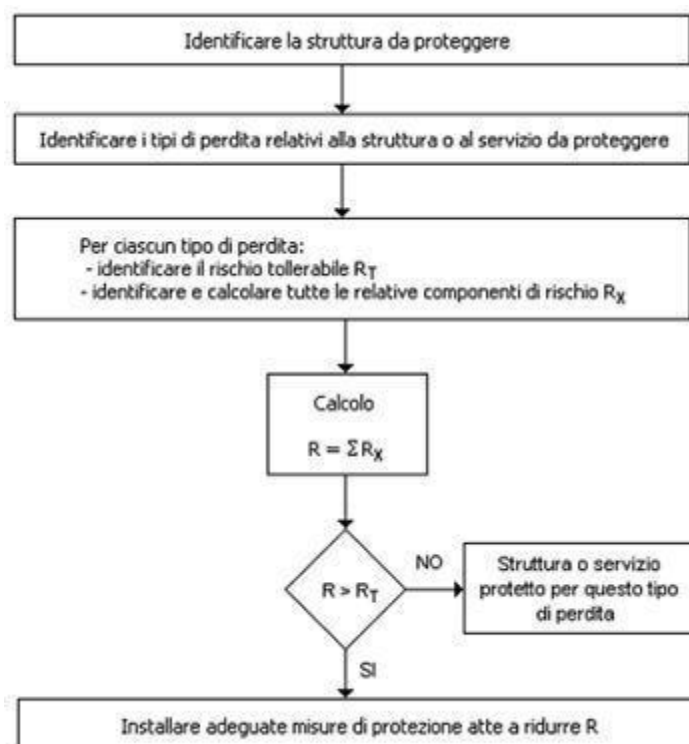 Identificare la struttura da proteggere
Identificare i tipi di perdita relativi alla struttura o al servizio da proteggere
Per ciascun tipo di perdita:
- identificare il rischio tollerabile RT
- identificare e calcolare tutte le relative componenti di rischio RX
Calcolo
R = ΣRX
R > RT
NO
Struttura o servizio
protetto per questo tipo
di perdita
SI
Installare adeguate misure di protezione atte a ridurre R